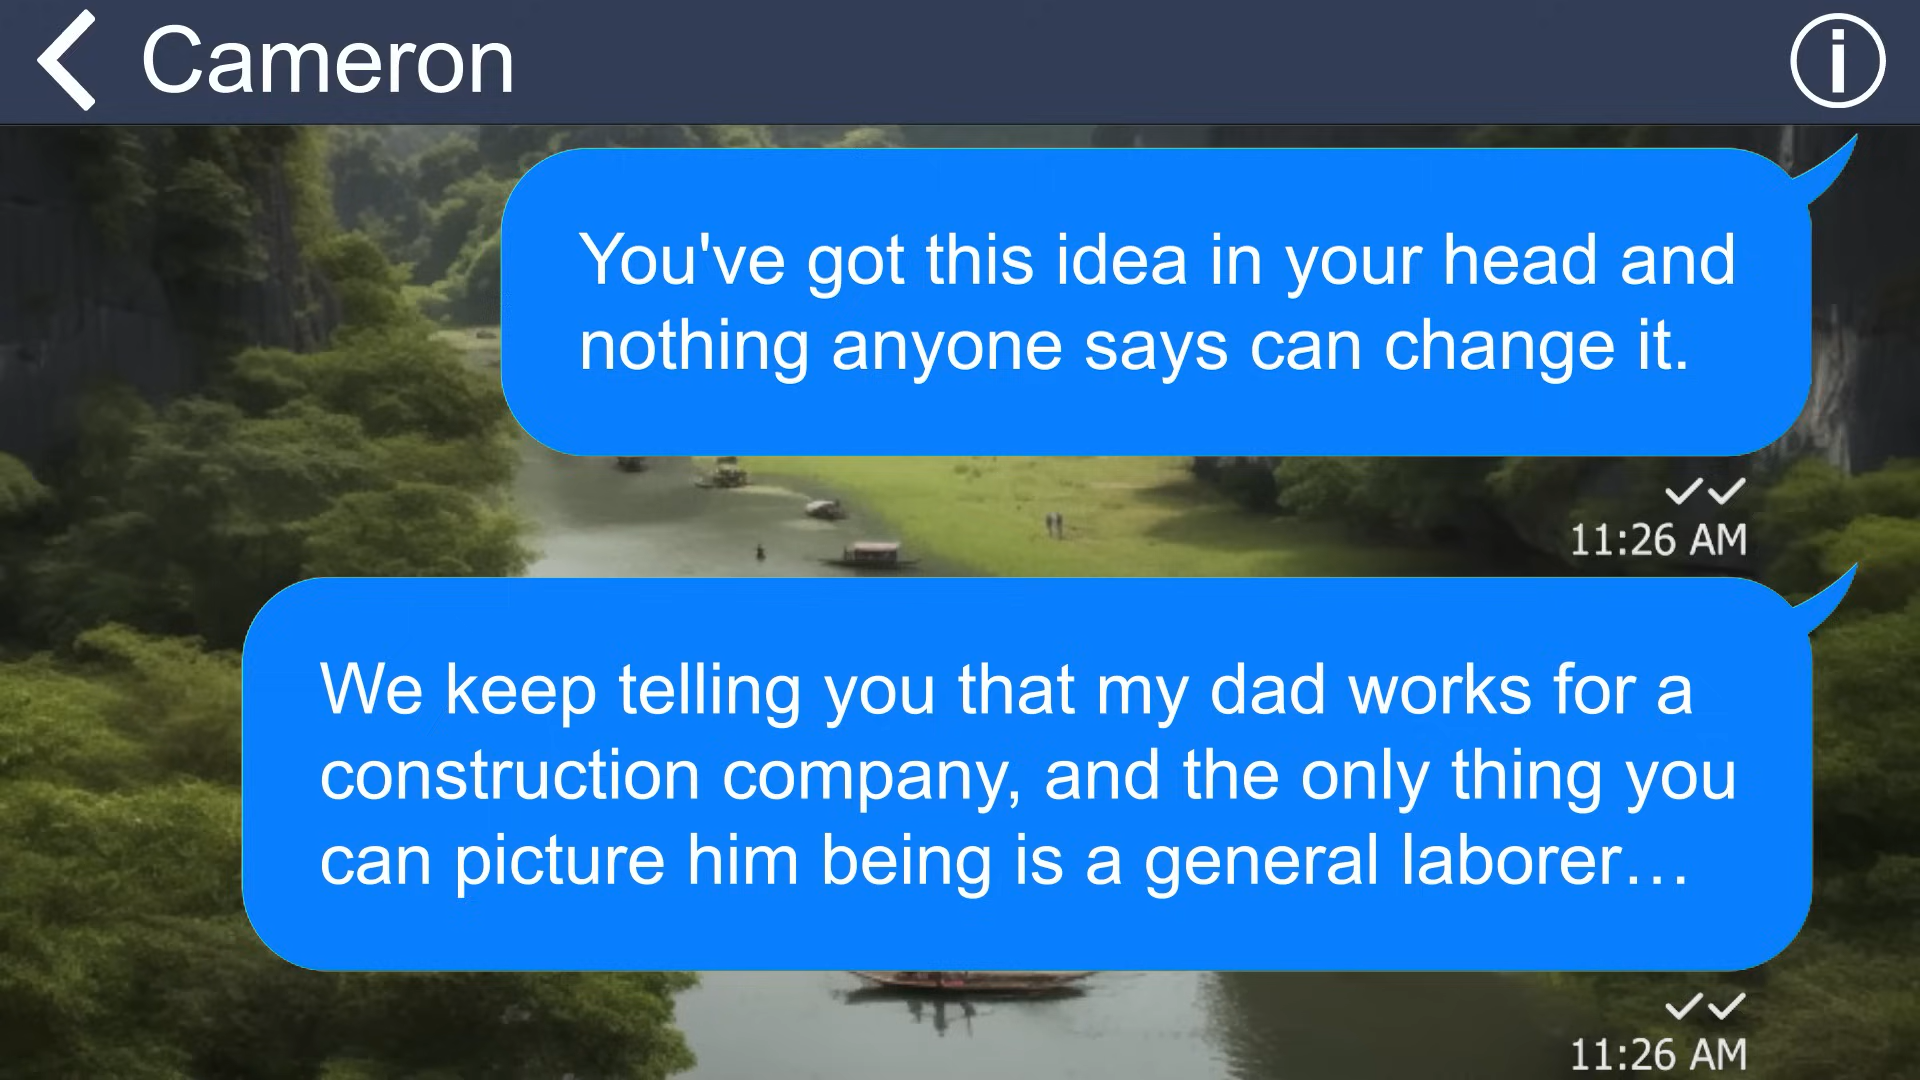 Cameron
You've got this idea in your head and
nothing anyone says can change it.
11:26 AM
We keep telling you that my dad works for a
construction company, and the only thing you
can picture him being is a general laborer…
11:26 AM